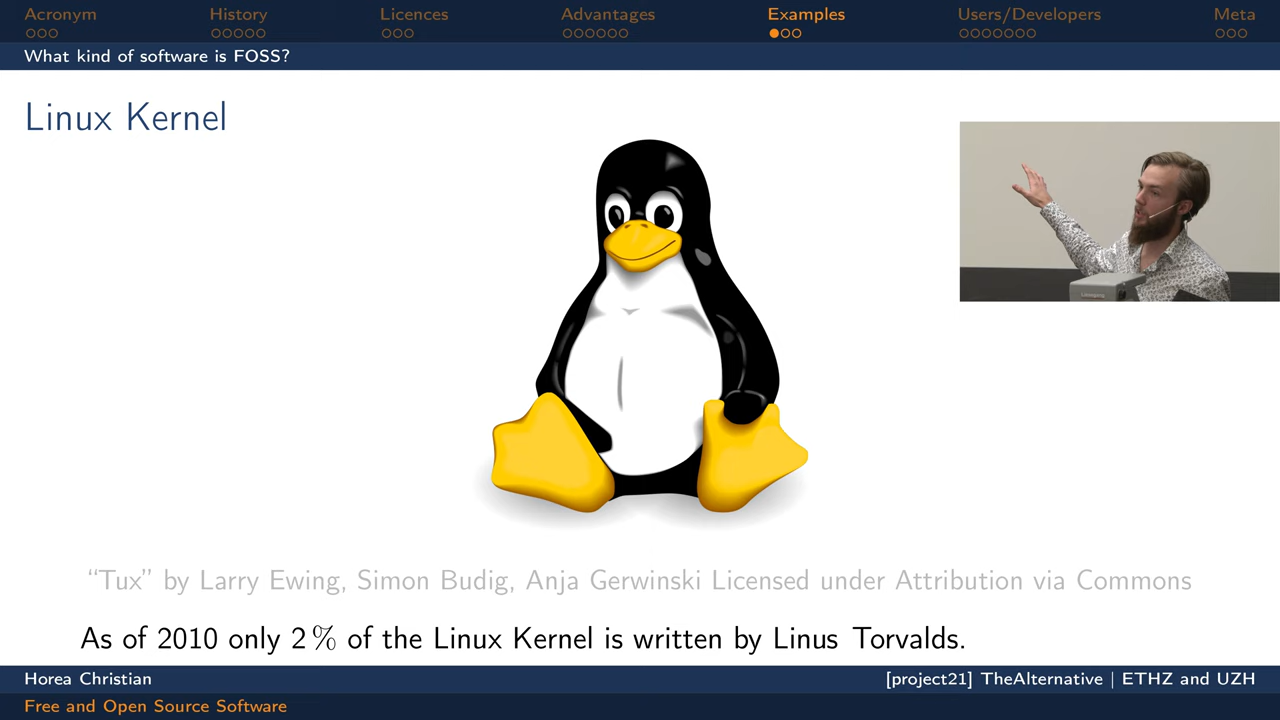 Acronym History Licences Advantages Examples Users/Developers Meta
What kind of software is FOSS?
Linux Kernel
“Tux” by Larry Ewing, Simon Budig, Anja Gerwinski Licensed under Attribution via Commons
As of 2010 only 2 % of the Linux Kernel is written by Linus Torvalds.
Horea Christian [project21] TheAlternative | ETHZ and UZH
Free and Open Source Software